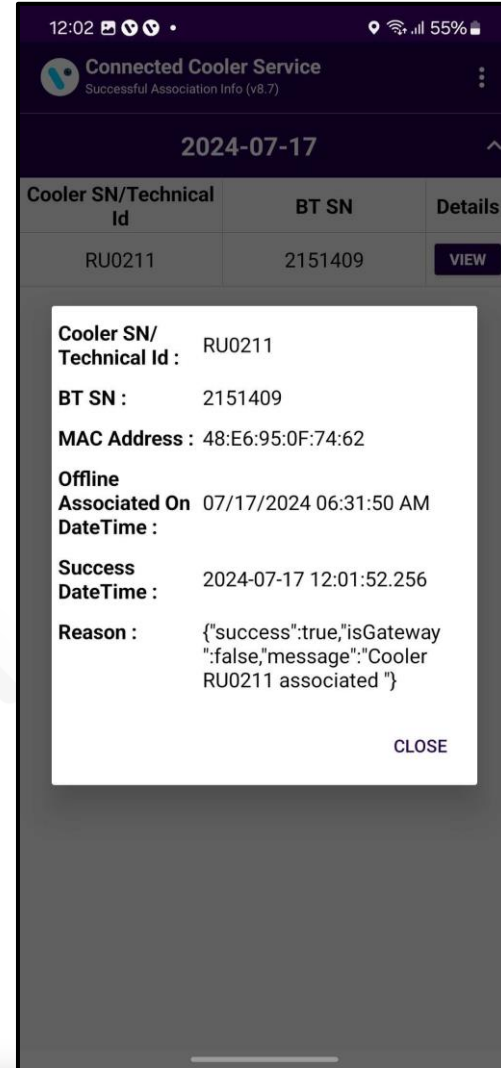 12:02
55%
Connected Cooler Service
Successful Association Info (v8.7)
2024-07-17
Cooler SN/Technical
Id
BT SN
Details
RU0211
2151409
VIEW
Cooler SN/
Technical Id :
RU0211
BT SN :
2151409
MAC Address :
48:E6:95:0F:74:62
Offline
Associated On
DateTime :
07/17/2024 06:31:50 AM
Success
DateTime :
2024-07-17 12:01:52.256
Reason :
{"success":true,"isGateway
":false,"message":"Cooler
RU0211 associated "}
CLOSE